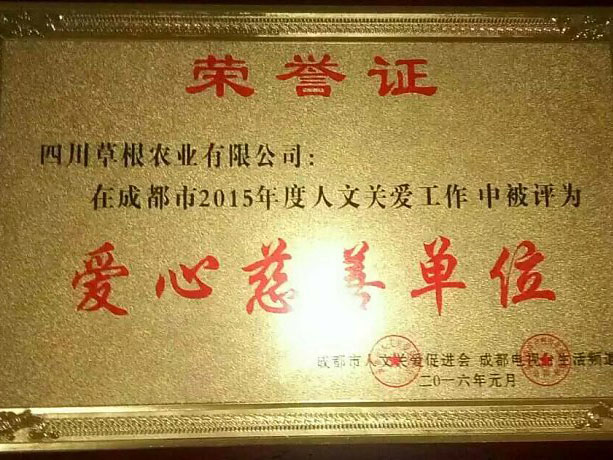 荣誉证
四川草根农业有限公司:
在成都市2015年度人文关爱工作中被评为
爱心慈善单位
成都市人文关爱促进会 成都电视台生活频道
二〇一六年元月